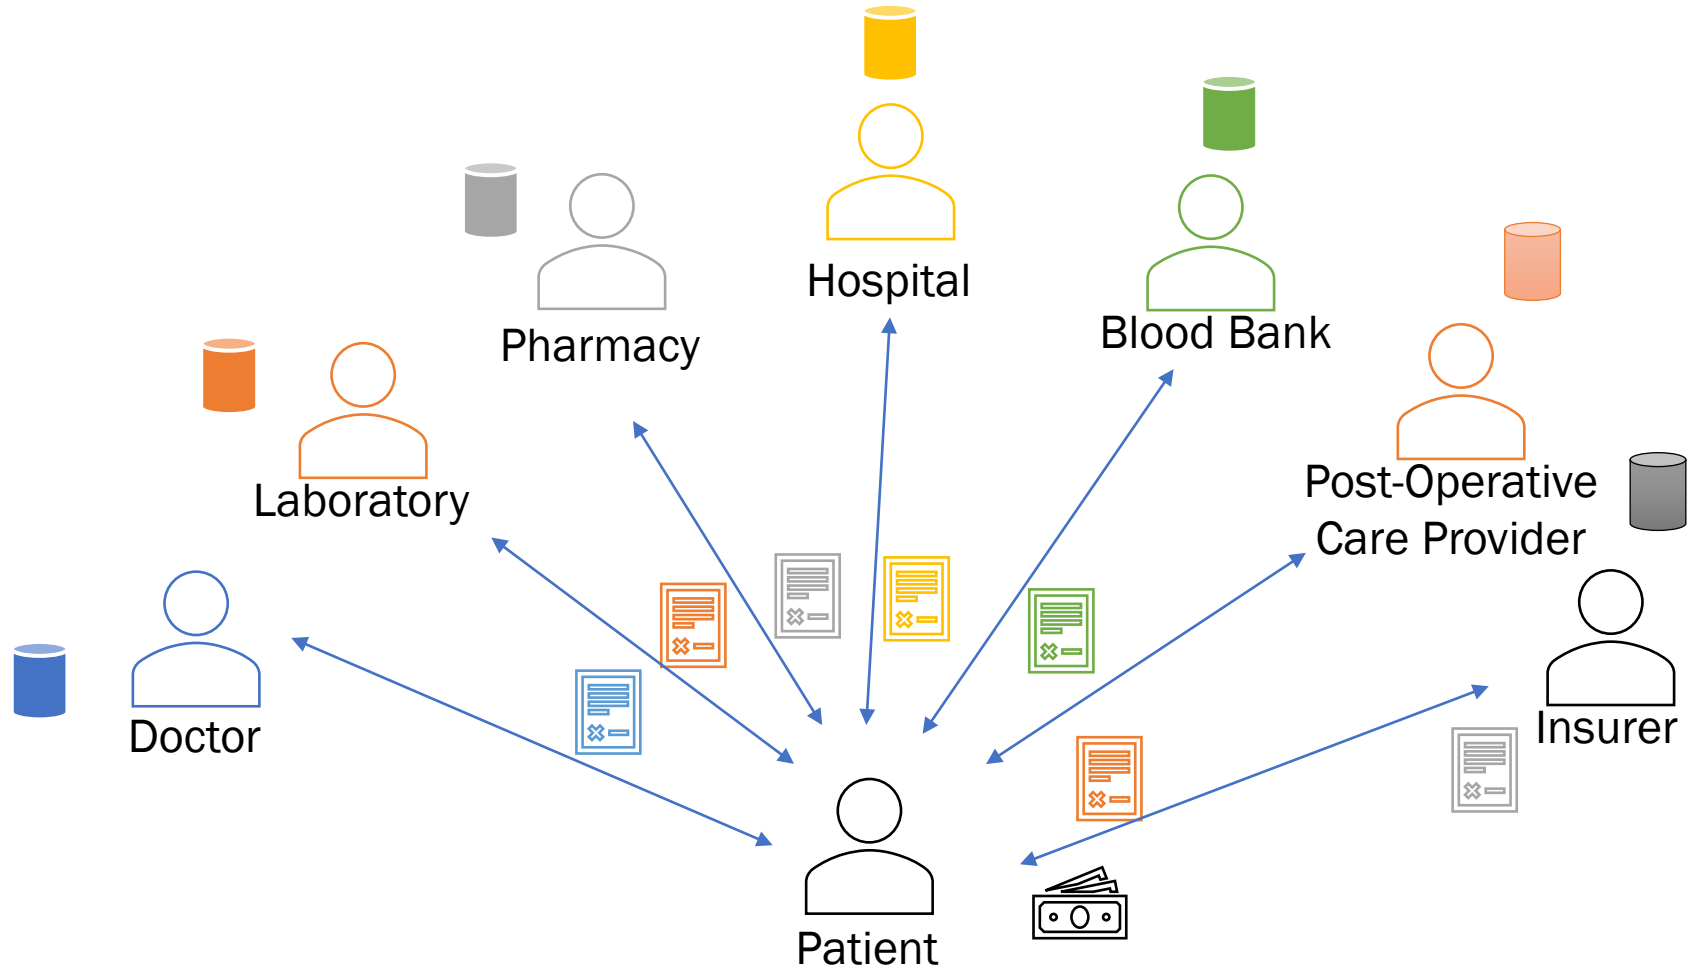 Hospital
Blood Bank
Pharmacy
Post-Operative
Care Provider
Laboratory
Doctor
Insurer
Patient